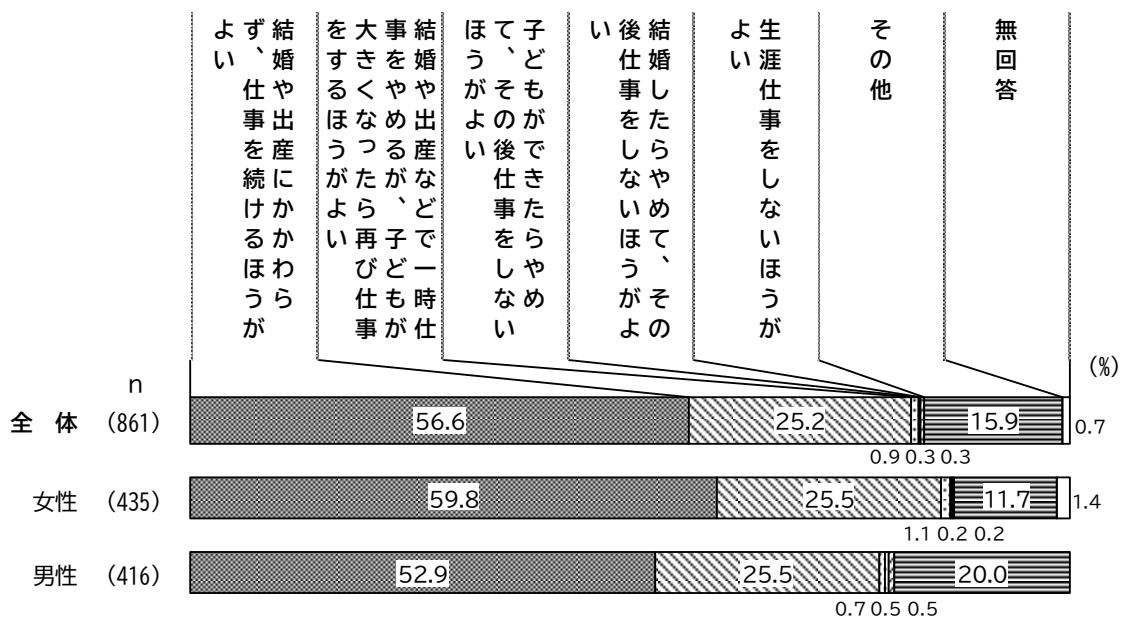 結婚や出産にかかわら
ず、仕事を続けるほうが
よい
結婚や出産などで一時仕
事をやめるが、子どもが
大きくなったら再び仕事
をするほうがよい
子どもができたらやめ
て、その後仕事をしない
ほうがよい
結婚したらやめて、その
後仕事をしないほうがよ
い
生涯仕事をしないほうが
よい
その他
無回答
(%)
n
全 体 (861) 56.6 25.2 15.9 0.7
0.9 0.3 0.3
女性 (435) 59.8 25.5 11.7 1.4
1.1 0.2 0.2
男性 (416) 52.9 25.5 20.0
0.7 0.5 0.5